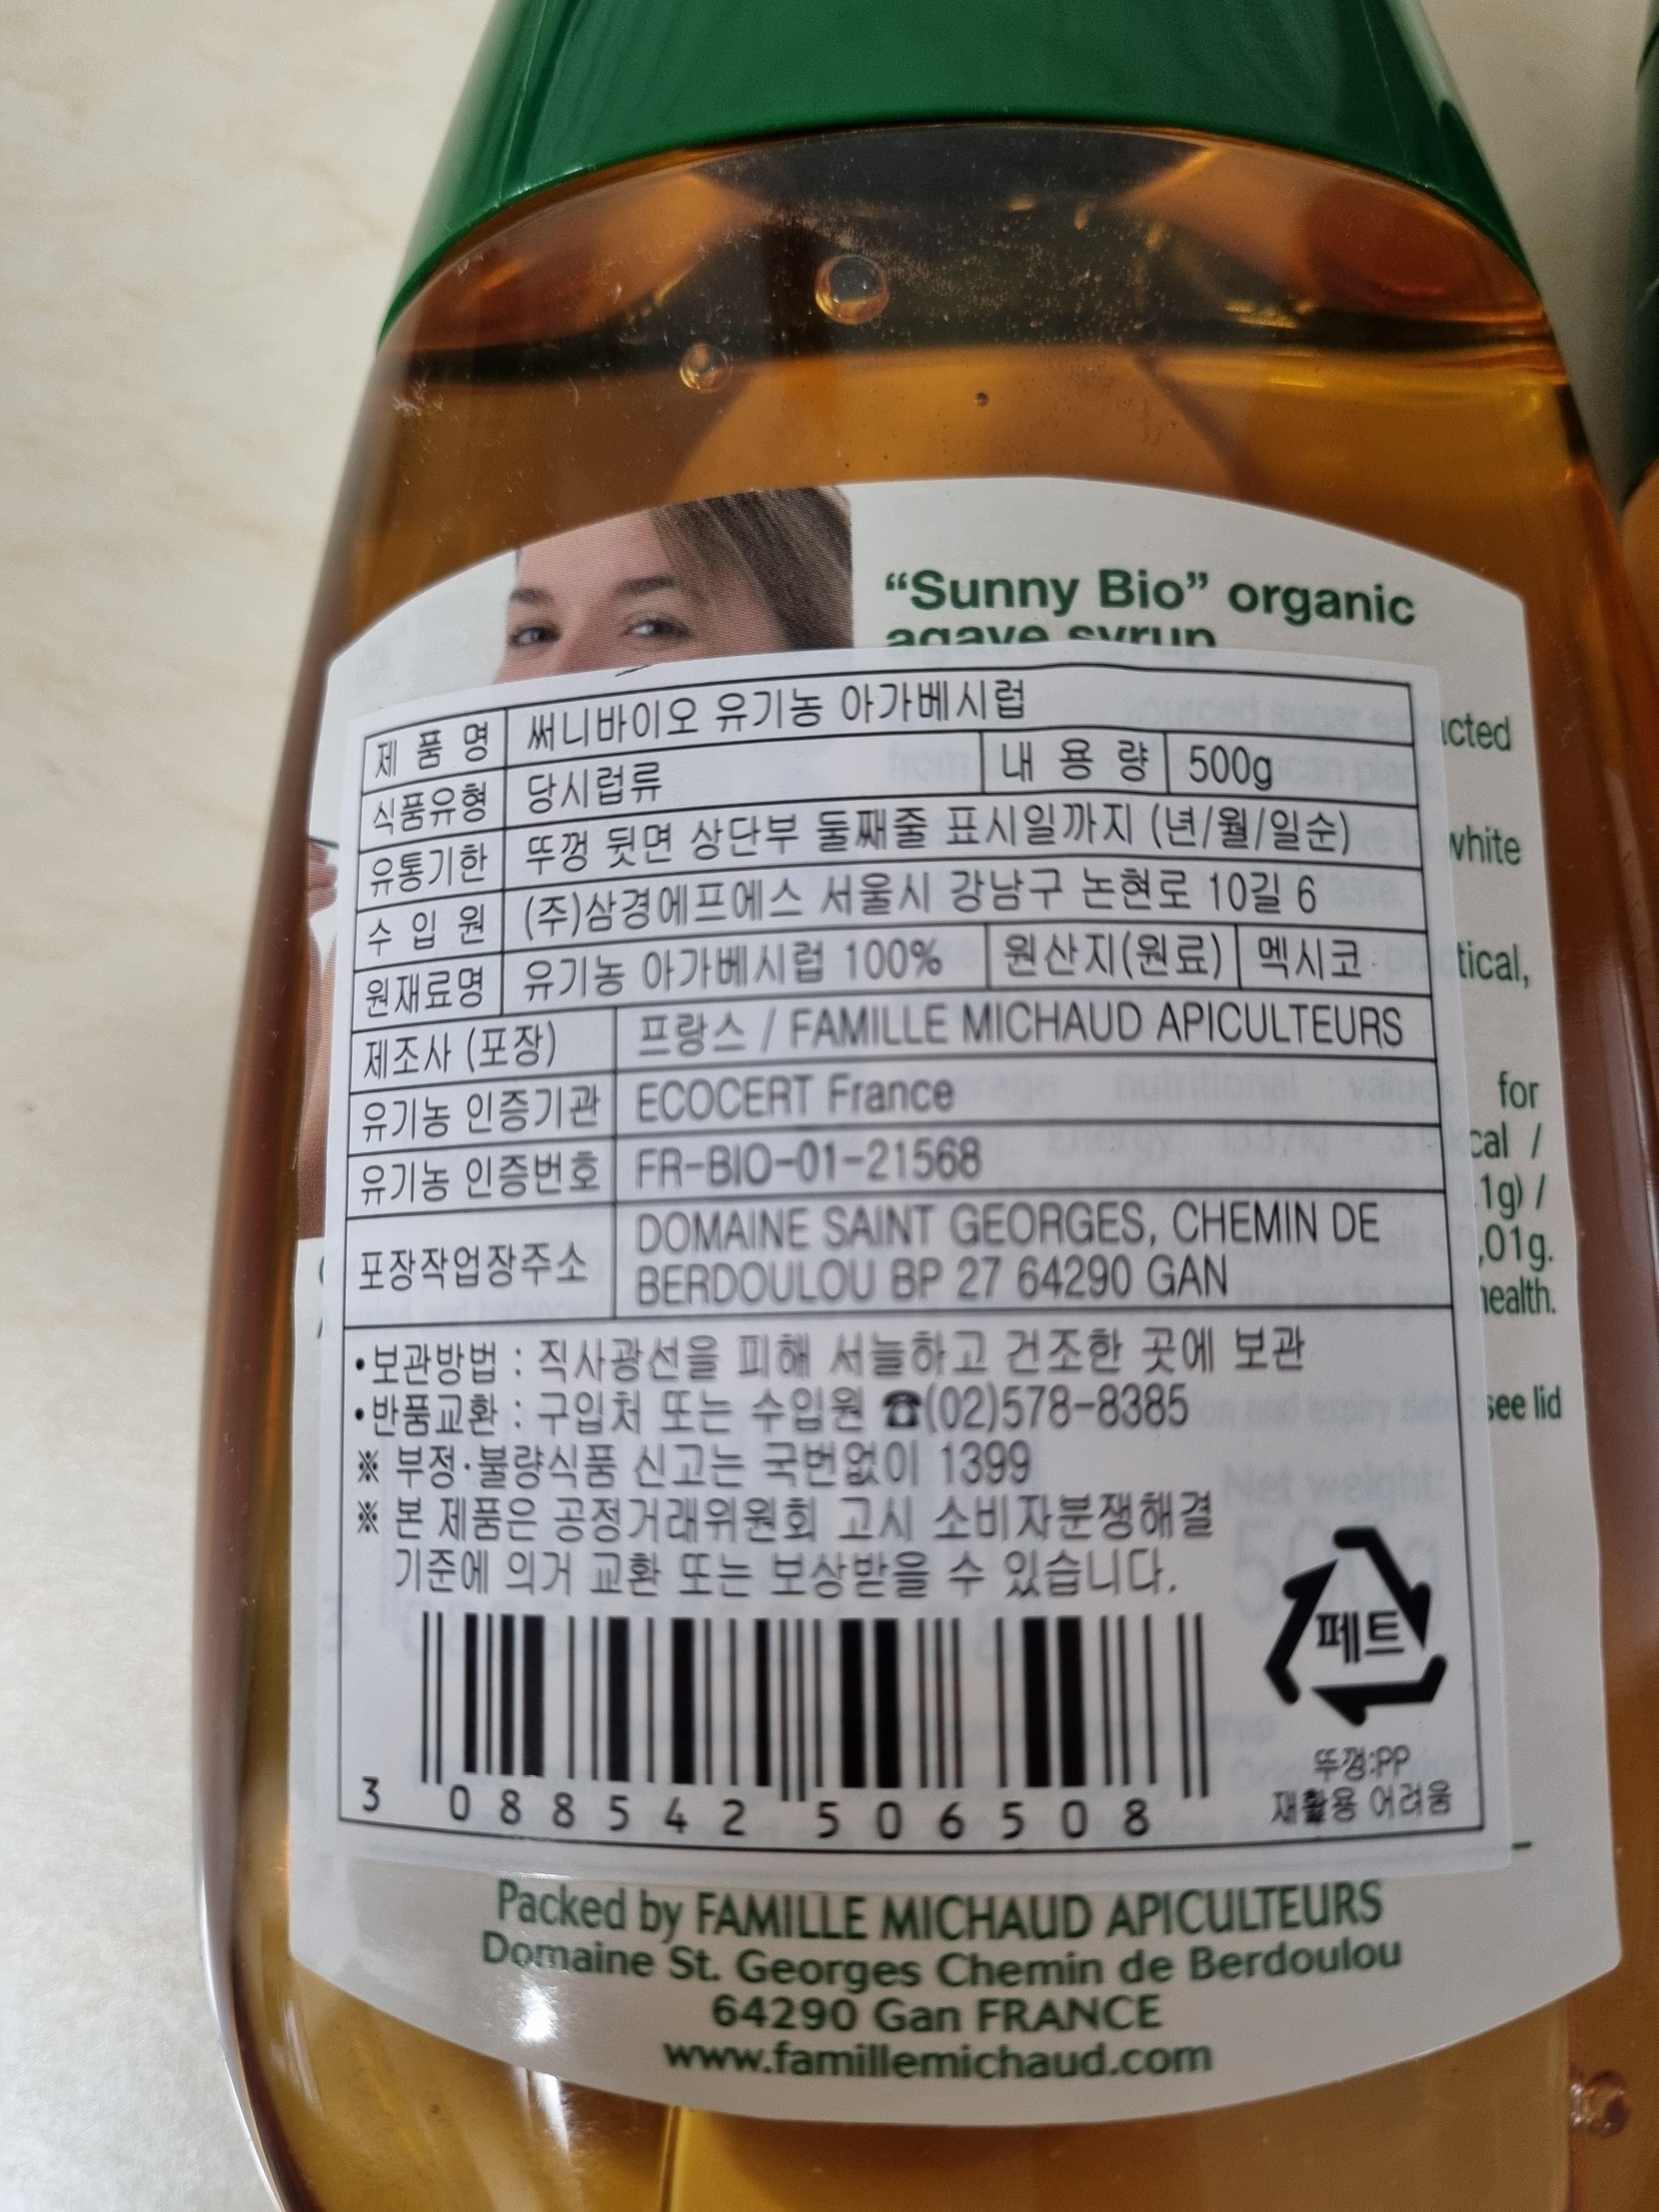 “Sunny Bio” organic
agave syrup
제 품 명 써니바이오 유기농 아가베시럽
식품유형 당시럽류 내 용 량 500g
유통기한 뚜껑 뒷면 상단부 둘째줄 표시일까지 (년/월/일순)
수 입 원 (주)삼경에프에스 서울시 강남구 논현로 10길 6
원재료명 유기농 아가베시럽 100% 원산지(원료) 멕시코
제조사 (포장) 프랑스 / FAMILLE MICHAUD APICULTEURS
유기농 인증기관 ECOCERT France
유기농 인증번호 FR-BIO-01-21568
포장작업장주소 DOMAINE SAINT GEORGES, CHEMIN DE
BERDOULOU BP 27 64290 GAN
•보관방법 : 직사광선을 피해 서늘하고 건조한 곳에 보관
•반품교환 : 구입처 또는 수입원 ☎(02)578-8385
※ 부정·불량식품 신고는 국번없이 1399
※ 본 제품은 공정거래위원회 고시 소비자분쟁해결
기준에 의거 교환 또는 보상받을 수 있습니다.
페트
뚜껑:PP
재활용 어려움
3 088542 506508
white
for
see lid
Packed by FAMILLE MICHAUD APICULTEURS
Domaine St. Georges Chemin de Berdoulou
64290 Gan FRANCE
www.famillemichaud.com